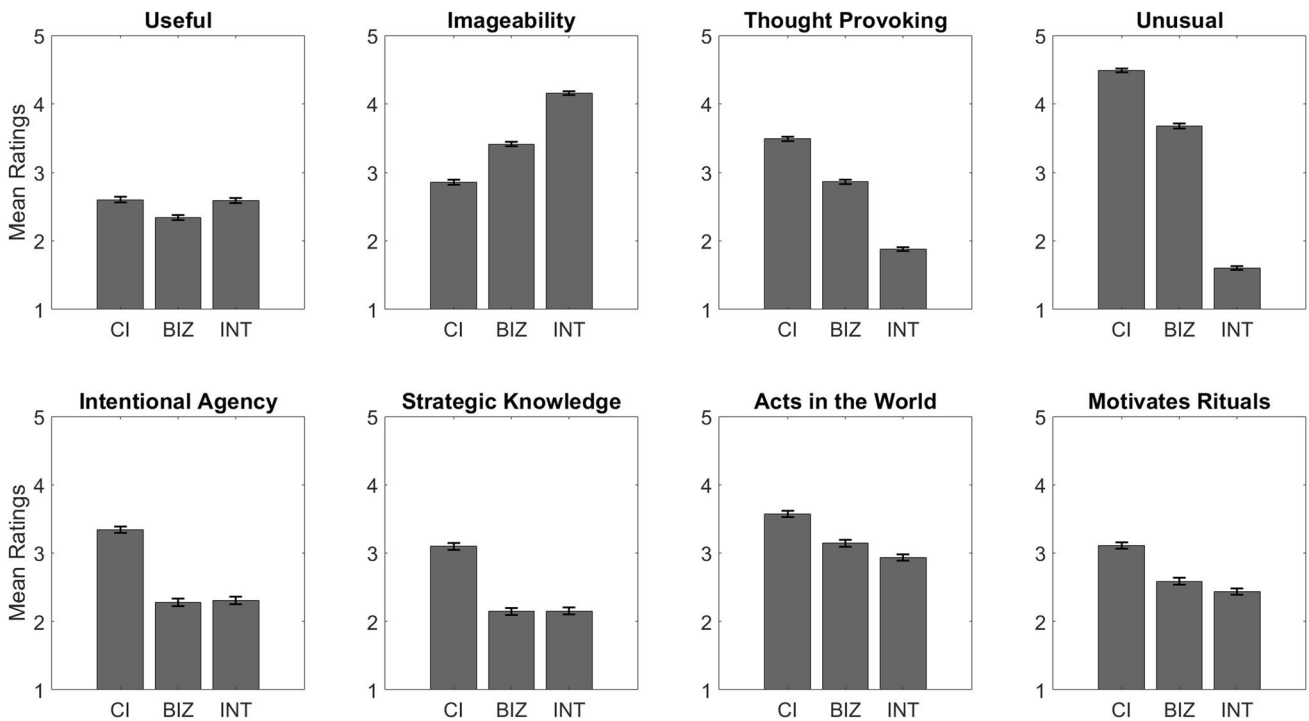 Useful
Imageability
Thought Provoking
Unusual
Mean Ratings
5
4
3
2
1
CI BIZ INT
5
4
3
2
1
CI BIZ INT
5
4
3
2
1
CI BIZ INT
5
4
3
2
1
CI BIZ INT
Intentional Agency
Strategic Knowledge
Acts in the World
Motivates Rituals
Mean Ratings
5
4
3
2
1
CI BIZ INT
5
4
3
2
1
CI BIZ INT
5
4
3
2
1
CI BIZ INT
5
4
3
2
1
CI BIZ INT